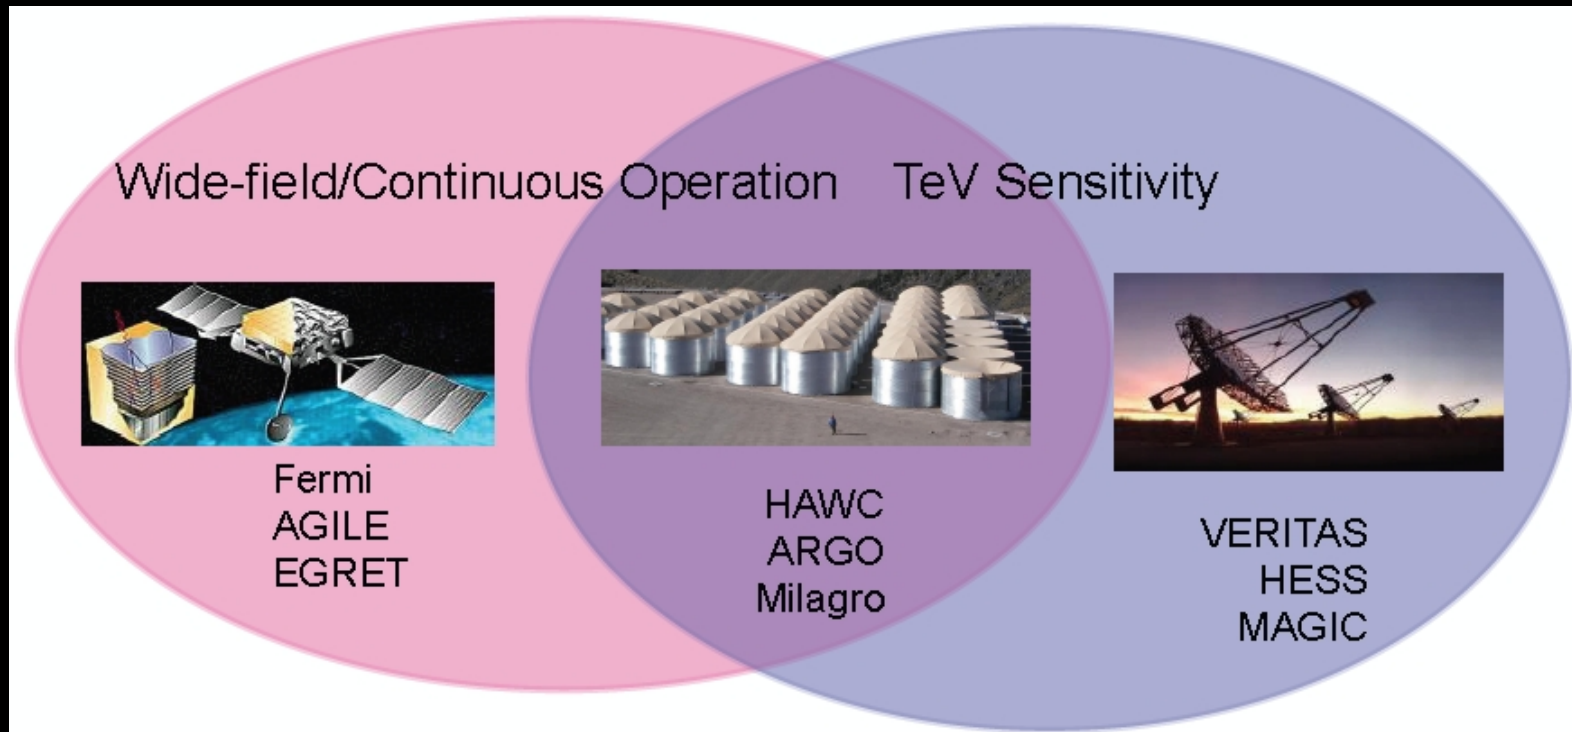 Wide-field/Continuous Operation
TeV Sensitivity
Fermi
AGILE
EGRET
HAWC
ARGO
Milagro
VERITAS
HESS
MAGIC